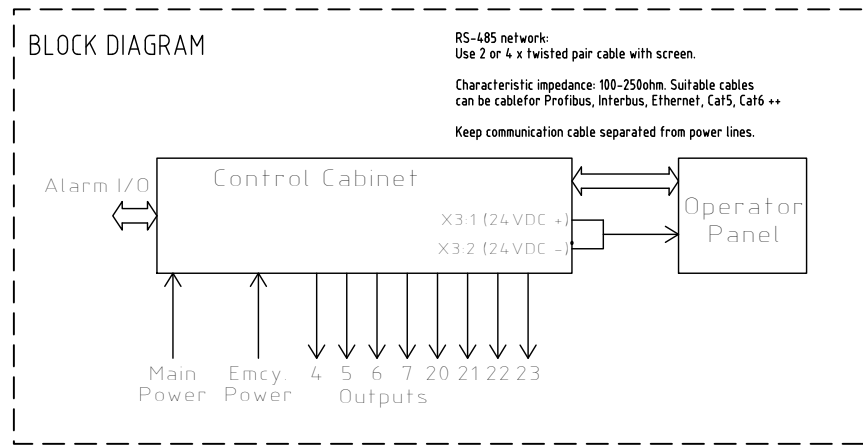 BLOCK DIAGRAM
RS-485 network:
Use 2 or 4 x twisted pair cable with screen.
Characteristic impedance: 100-250ohm. Suitable cables
can be cablefor Profibus, Interbus, Ethernet, Cat5, Cat6 ++
Keep communication cable separated from power lines.
Alarm I/O
Control Cabinet
X3:1 (24VDC +)
X3:2 (24VDC -)
Operator
Panel
Main
Power
Emcy.
Power
4 5 6 7 20 21 22 23
Outputs